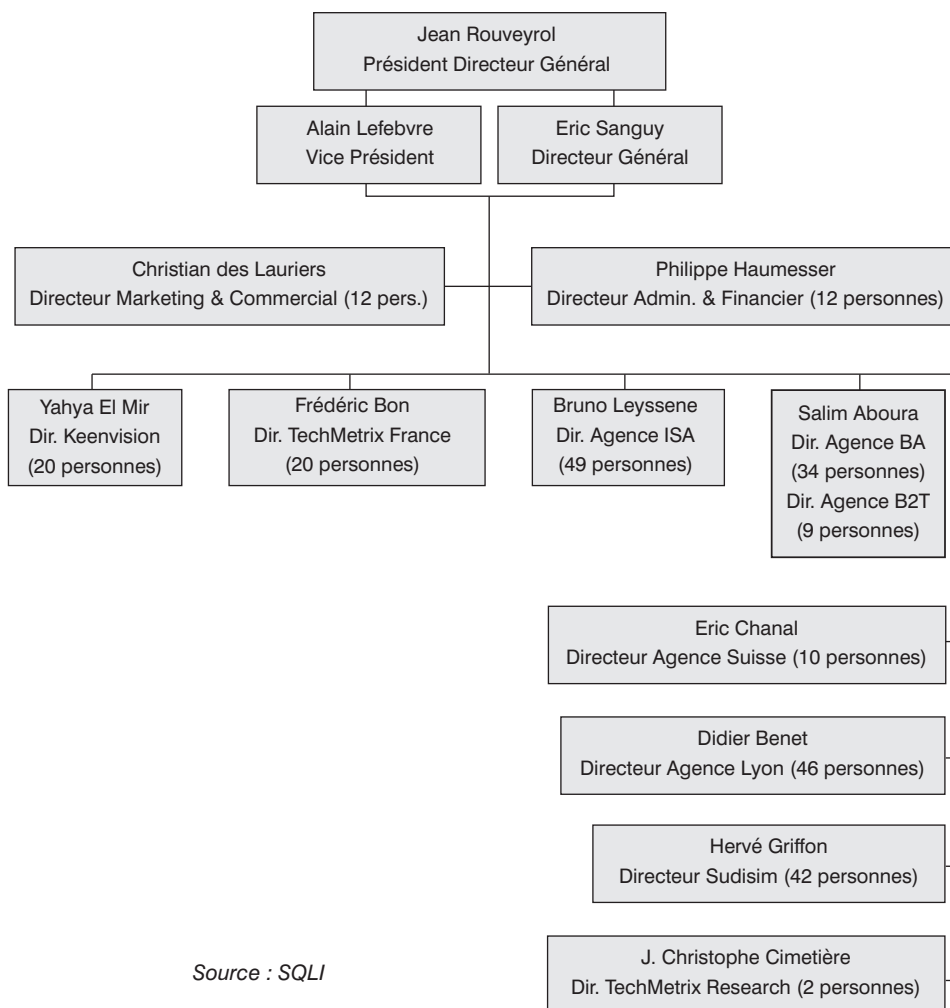 Jean Rouveyrol
Président Directeur Général
Alain Lefebvre
Vice Président
Eric Sanguy
Directeur Général
Christian des Lauriers
Directeur Marketing & Commercial (12 pers.)
Philippe Haumesser
Directeur Admin. & Financier (12 personnes)
Yahya El Mir
Dir. Keenvision
(20 personnes)
Frédéric Bon
Dir. TechMetrix France
(20 personnes)
Bruno Leyssene
Dir. Agence ISA
(49 personnes)
Salim Aboura
Dir. Agence BA
(34 personnes)
Dir. Agence B2T
(9 personnes)
Eric Chanal
Directeur Agence Suisse (10 personnes)
Didier Benet
Directeur Agence Lyon (46 personnes)
Hervé Griffon
Directeur Sudisim (42 personnes)
J. Christophe Cimetière
Dir. TechMetrix Research (2 personnes)
Source : SQLI